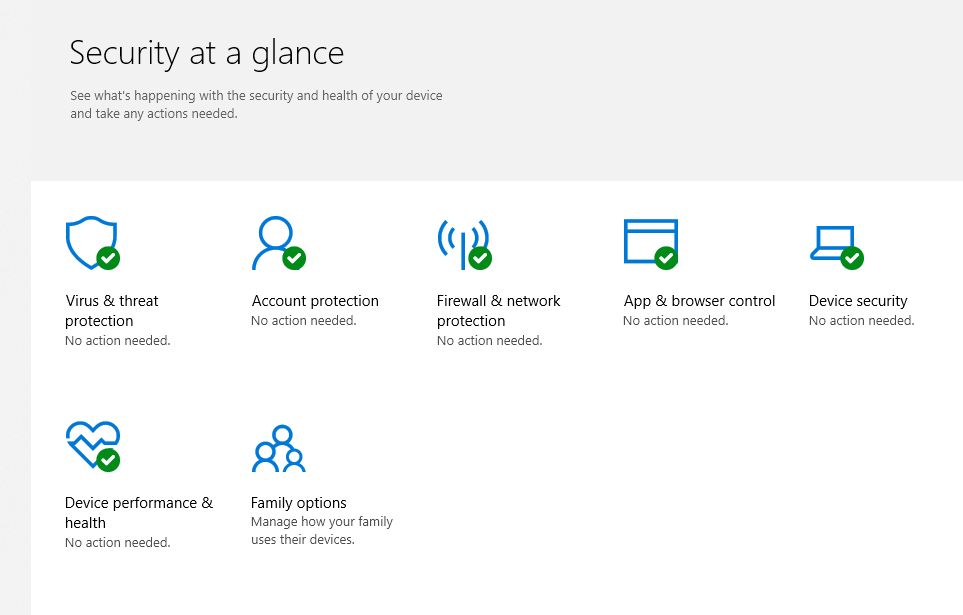 Security at a glance
See what's happening with the security and health of your device
and take any actions needed.
Virus & threat
protection
No action needed.
Account protection
No action needed.
Firewall & network
protection
No action needed.
App & browser control
No action needed.
Device security
No action needed.
Device performance &
health
No action needed.
Family options
Manage how your family
uses their devices.